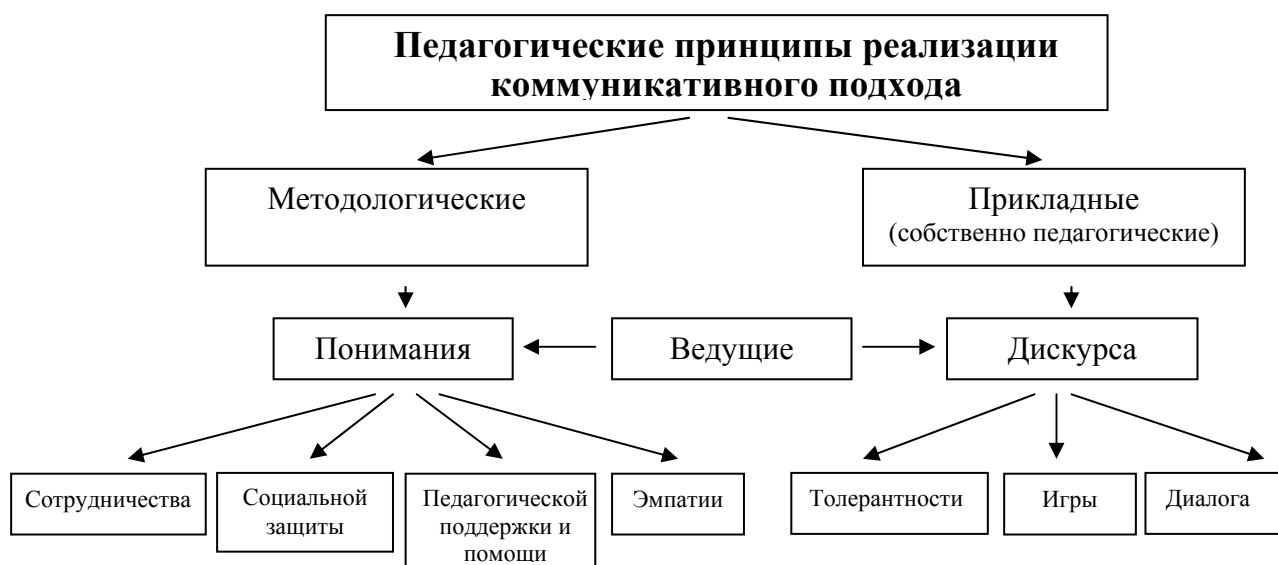 Педагогические принципы реализации
коммуникативного подхода
Методологические
Прикладные
(собственно педагогические)
Понимания
Ведущие
Дискурса
Сотрудничества
Социальной
защиты
Педагогической
поддержки и
помощи
Эмпатии
Толерантности
Игры
Диалога